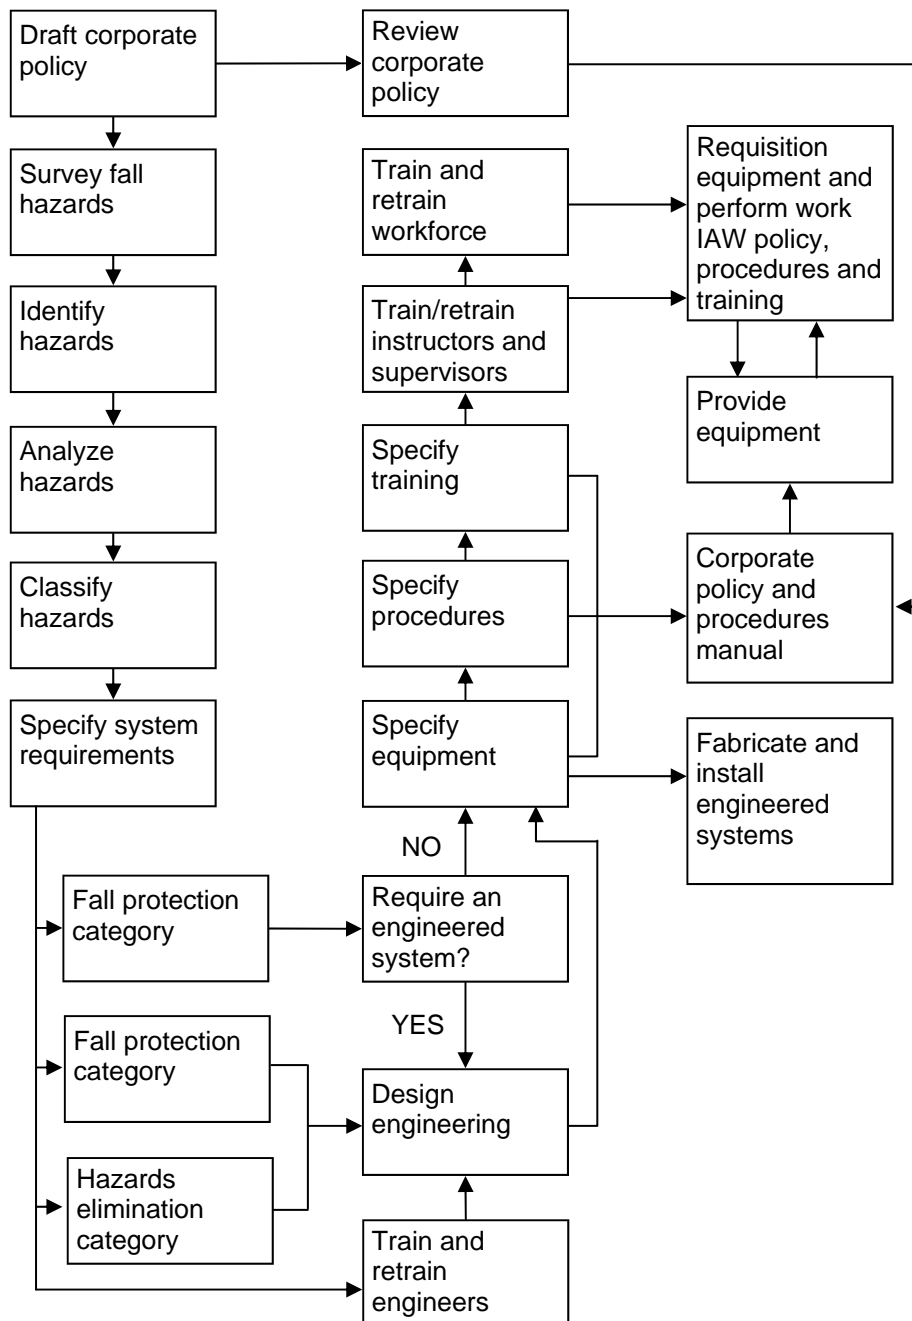 Draft corporate
policy
Review
corporate
policy
Survey fall
hazards
Train and
retrain
workforce
Requisition
equipment and
perform work
IAW policy,
procedures and
training
Identify
hazards
Train/retrain
instructors and
supervisors
Provide
equipment
Analyze
hazards
Specify
training
Classify
hazards
Specify
procedures
Corporate
policy and
procedures
manual
Specify system
requirements
Specify
equipment
Fabricate and
install
engineered
systems
NO
Fall protection
category
Require an
engineered
system?
YES
Fall protection
category
Design
engineering
Hazards
elimination
category
Train and
retrain
engineers